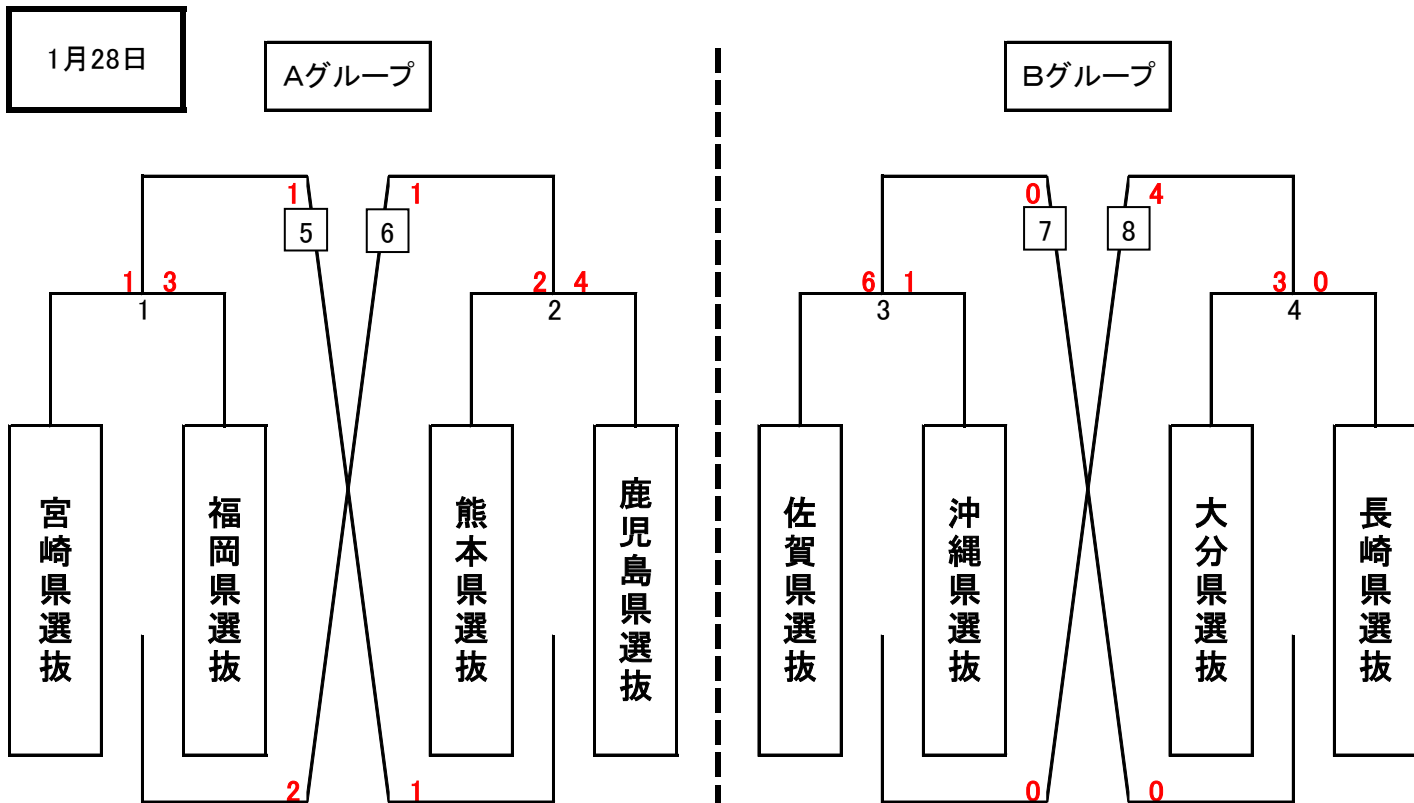 1月28日
Aグループ
Bグループ
1 1
0 4
5 6
7 8
1 3
2 4
6 1
3 0
1
2
3
4
宮崎県選抜
福岡県選抜
熊本県選抜
鹿児島県選抜
佐賀県選抜
沖縄県選抜
大分県選抜
長崎県選抜
2 1
0 0